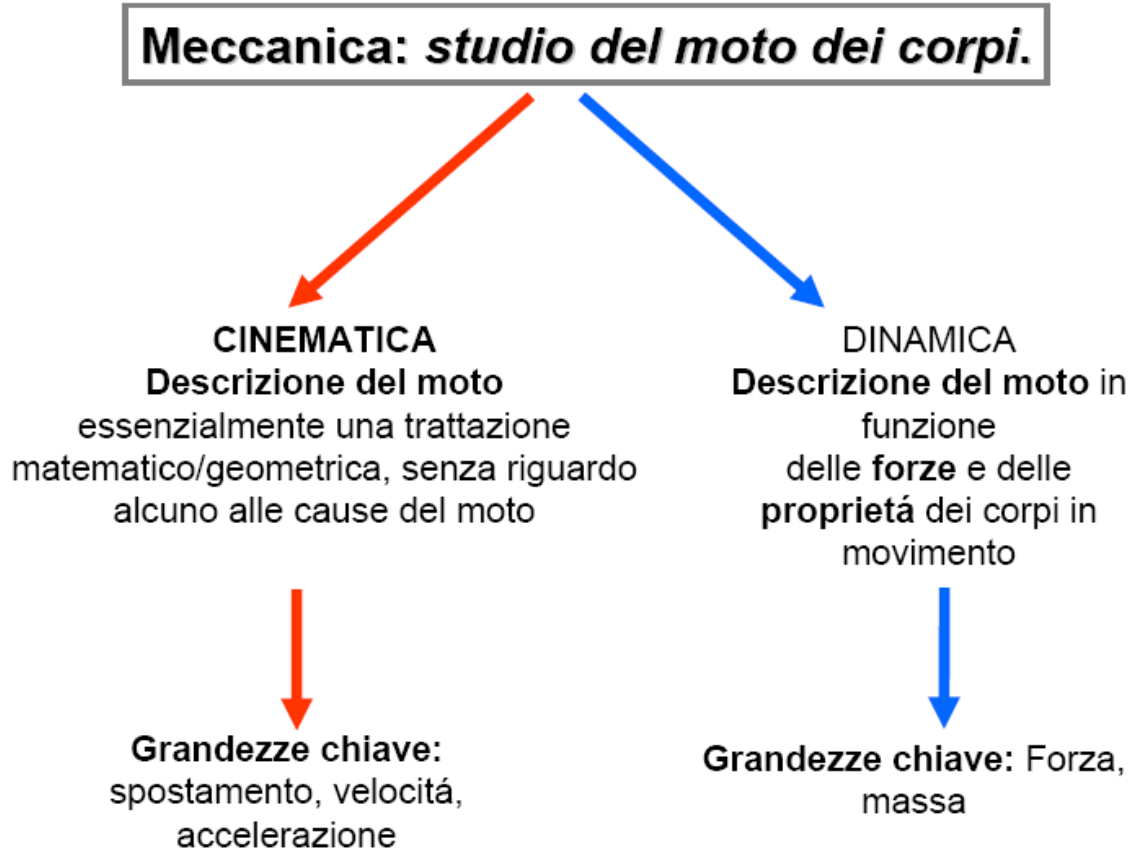 Meccanica: studio del moto dei corpi.
CINEMATICA
Descrizione del moto
essenzialmente una trattazione
matematico/geometrica, senza riguardo
alcuno alle cause del moto
DINAMICA
Descrizione del moto in
funzione
delle forze e delle
proprietá dei corpi in
movimento
Grandezze chiave:
spostamento, velocitá,
accelerazione
Grandezze chiave: Forza,
massa